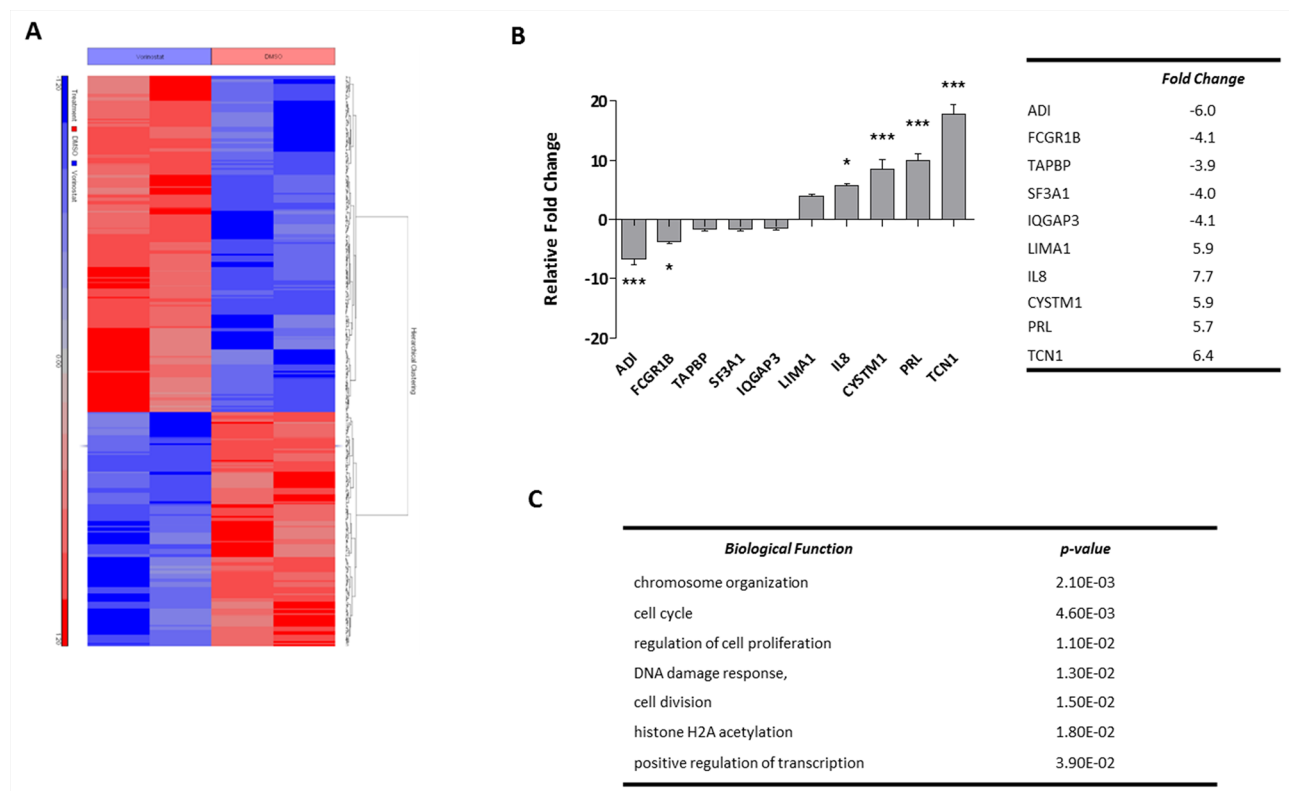 A
Vorinostat DMSO
-1.20
0.00
1.20
Treatment DMSO Vorinostat
Hierarchical Clustering
B
Relative Fold Change
20
10
0
-10
-20
***
*
*
***
***
***
ADI FCGR1B TAPBP SF3A1 IQGAP3 LIMA1 IL8 CYSTM1 PRL TCN1
Fold Change
ADI -6.0
FCGR1B -4.1
TAPBP -3.9
SF3A1 -4.0
IQGAP3 -4.1
LIMA1 5.9
IL8 7.7
CYSTM1 5.9
PRL 5.7
TCN1 6.4
C
Biological Function p-value
chromosome organization 2.10E-03
cell cycle 4.60E-03
regulation of cell proliferation 1.10E-02
DNA damage response, 1.30E-02
cell division 1.50E-02
histone H2A acetylation 1.80E-02
positive regulation of transcription 3.90E-02